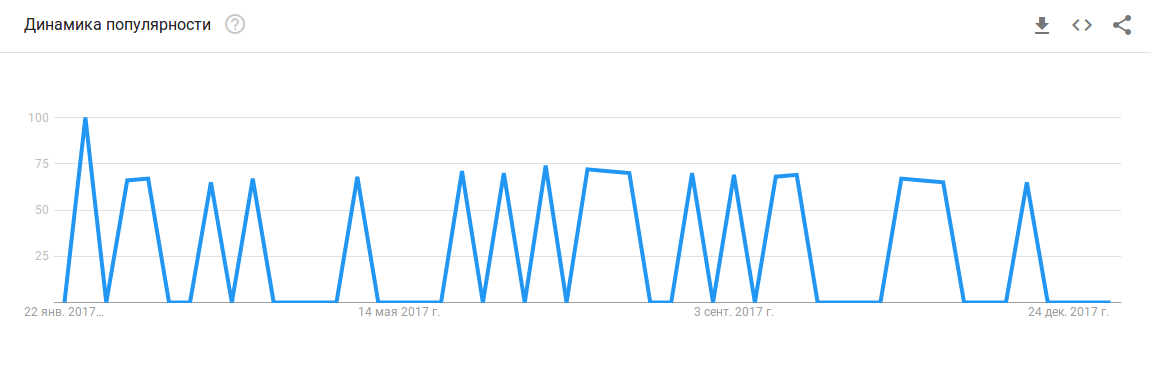 Динамика популярности ?
100
75
50
25
22 янв. 2017… 14 мая 2017 г. 3 сент. 2017 г. 24 дек. 2017 г.